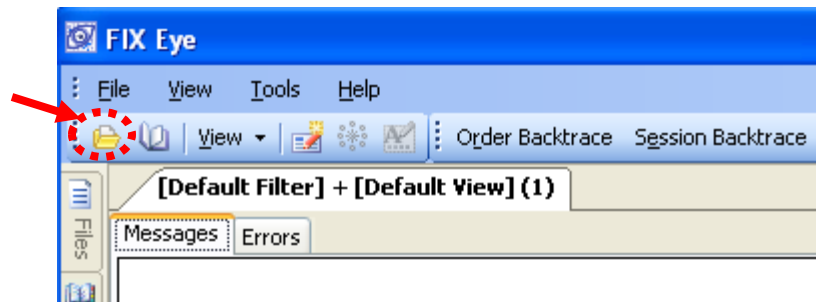 FIX Eye
File View Tools Help
View Order Backtrace Session Backtrace
[Default Filter] + [Default View] (1)
Files
Messages Errors